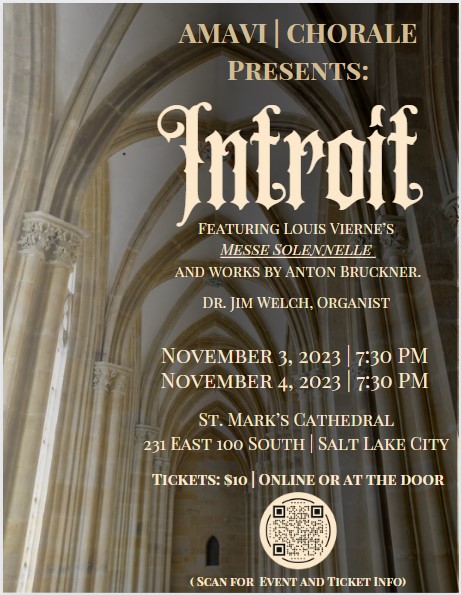 AMAVI | CHORALE
PRESENTS:
Introit
FEATURING LOUIS VIERNE'S
MESSE SOLENNELLE
AND WORKS BY ANTON BRUCKNER.
DR. JIM WELCH, ORGANIST
NOVEMBER 3, 2023 | 7:30 PM
NOVEMBER 4, 2023 | 7:30 PM
ST. MARK'S CATHEDRAL
231 EAST 100 SOUTH | SALT LAKE CITY
TICKETS: $10 | ONLINE OR AT THE DOOR
( SCAN FOR EVENT AND TICKET INFO)